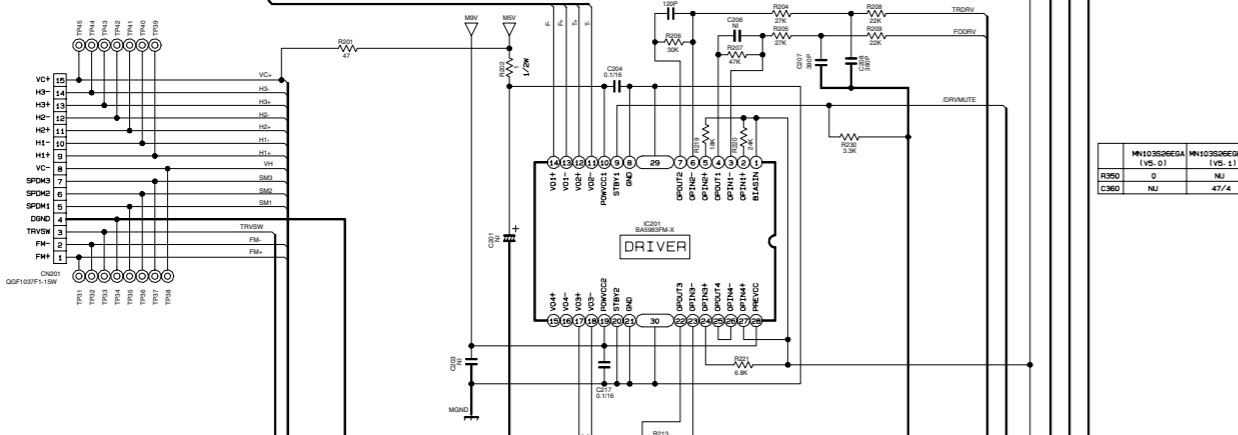 TP45
TP44
TP43
TP42
TP41
TP40
TP39
VC+ 15 VC+
H3- 14 H3-
H3+ 13 H3+
H2- 12 H2-
H2+ 11 H2+
H1- 10 H1-
H1+ 9 H1+
VC- 8 VH
SPDM3 7 SM3
SPDM2 6 SM2
SPDM1 5 SM1
DGND 4
TRVSW 3 TRVSW
FM- 2 FM-
FM+ 1 FM+
CN201
QGF1037F1-15W
TP31
TP32
TP33
TP34
TP35
TP36
TP37
TP38
R201
47
M9V
M5V
R202
1
1/2W
F-
F+
T+
T-
C204
0.1/16
120P
R206
30K
C206
NI
R207
47K
R204
27K
R205
27K
R208
22K
R209
22K
TRDRV
FODRV
C207
390P
C208
390P
/DRVMUTE
R230
3.3K
R219
18K
R220
24K
14 13 12 11 10 9 8 29 7 6 5 4 3 2 1
VO1+
VO1-
VO2+
VO2-
POWVCC1
STBY1
GND
OPOUT2
OPIN2-
OPIN2+
OPOUT1
OPIN1-
OPIN1+
BIASIN
IC201
BA5983FM-X
DRIVER
VO4+
VO4-
VO3+
VO3-
POWVCC2
STBY2
GND
OPOUT3
OPIN3-
OPIN3+
OPOUT4
OPIN4-
OPIN4+
PREVCC
15 16 17 18 19 20 21 30 22 23 24 25 26 27 28
C201
NI
+
C203
NI
C217
0.1/16
MGND
R221
6.8K
R213
MN103S26EGA
(V5.0)
MN103S26EG
(V5.1)
R350 0 NU
C360 NU 47/4